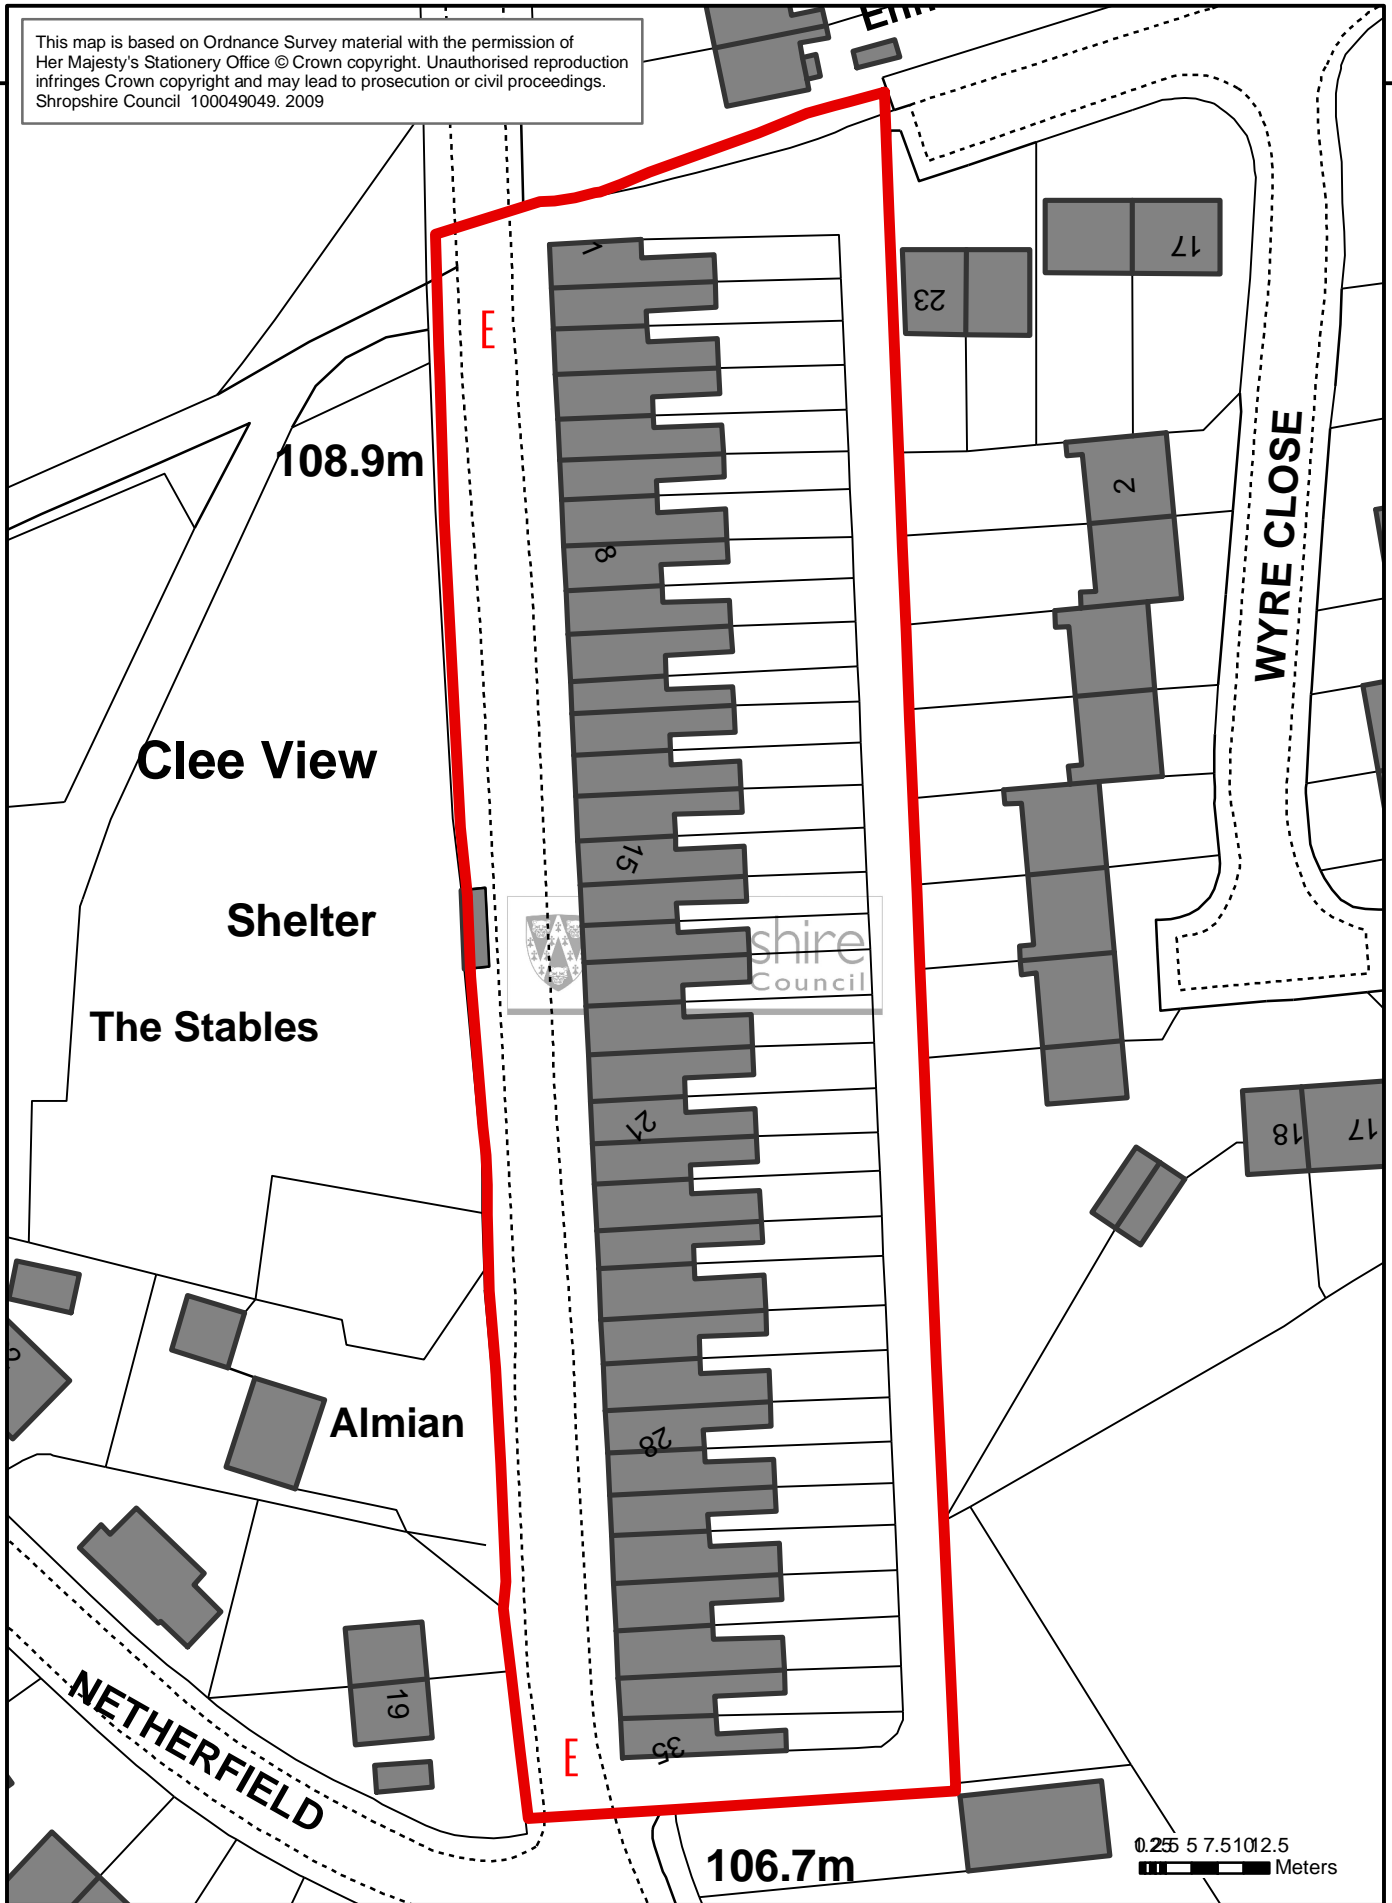 This map is based on Ordnance Survey material with the permission of
Her Majesty's Stationery Office © Crown copyright. Unauthorised reproduction
infringes Crown copyright and may lead to prosecution or civil proceedings.
Shropshire Council 100049049. 2009
1
17
23
E
108.9m
2
WYRE CLOSE
8
Clee View
15
Shelter
shire
Council
The Stables
21
18
17
Almian
28
19
NETHERFIELD
35
E
106.7m
Meters